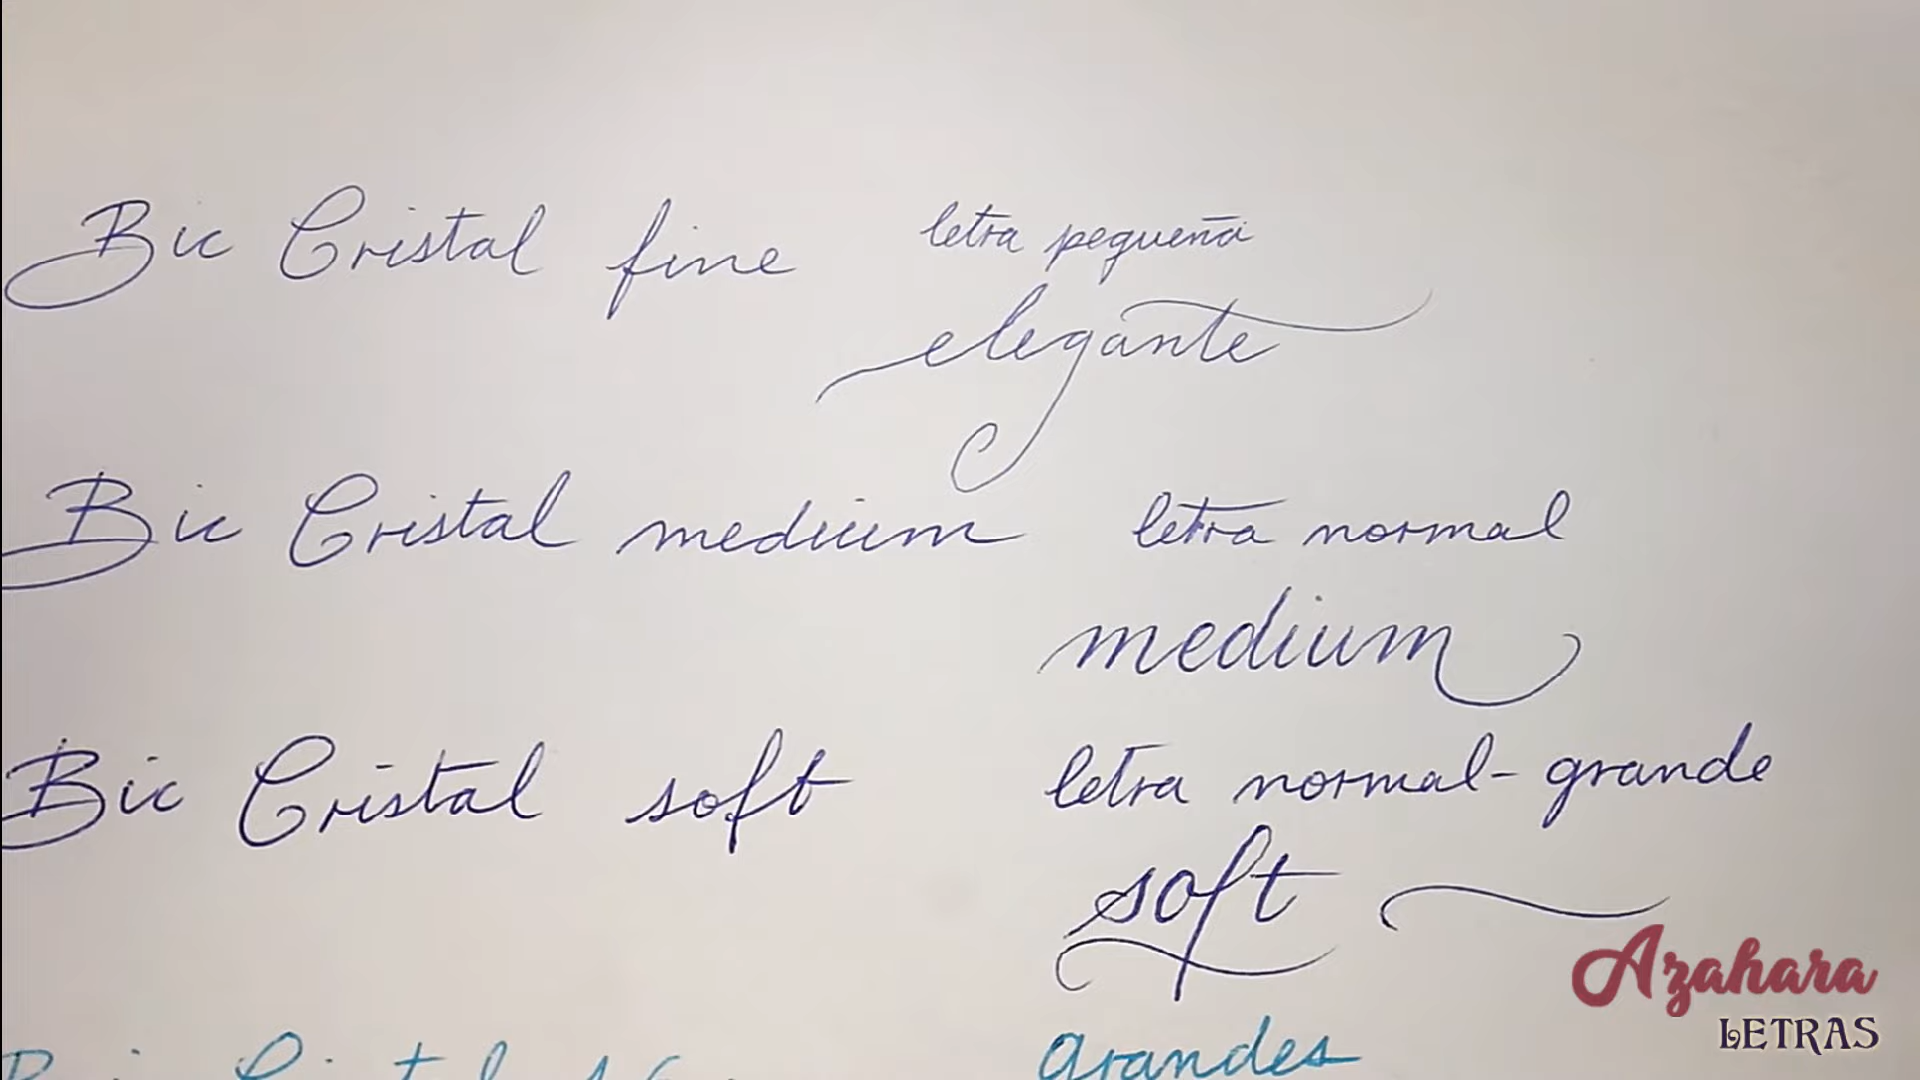 Bic Cristal fine letra pequeña
elegante
Bic Cristal medium letra normal
medium
Bic Cristal soft letra normal-grande
soft
Cristal grandes
Azahara
LETRAS